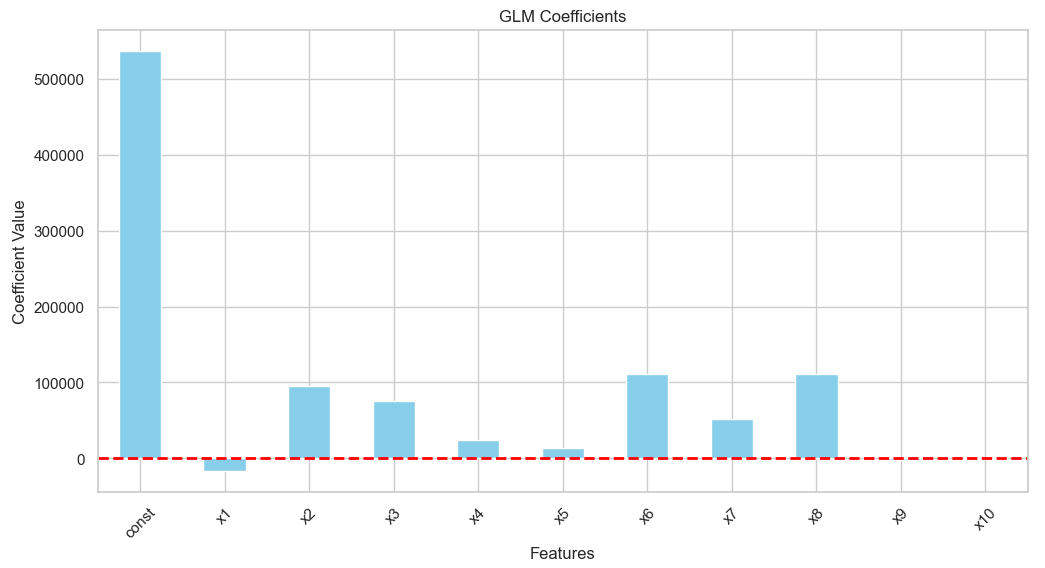 GLM Coefficients
Coefficient Value
500000
400000
300000
200000
100000
0
const
x1
x2
x3
x4
x5
x6
x7
x8
x9
x10
Features